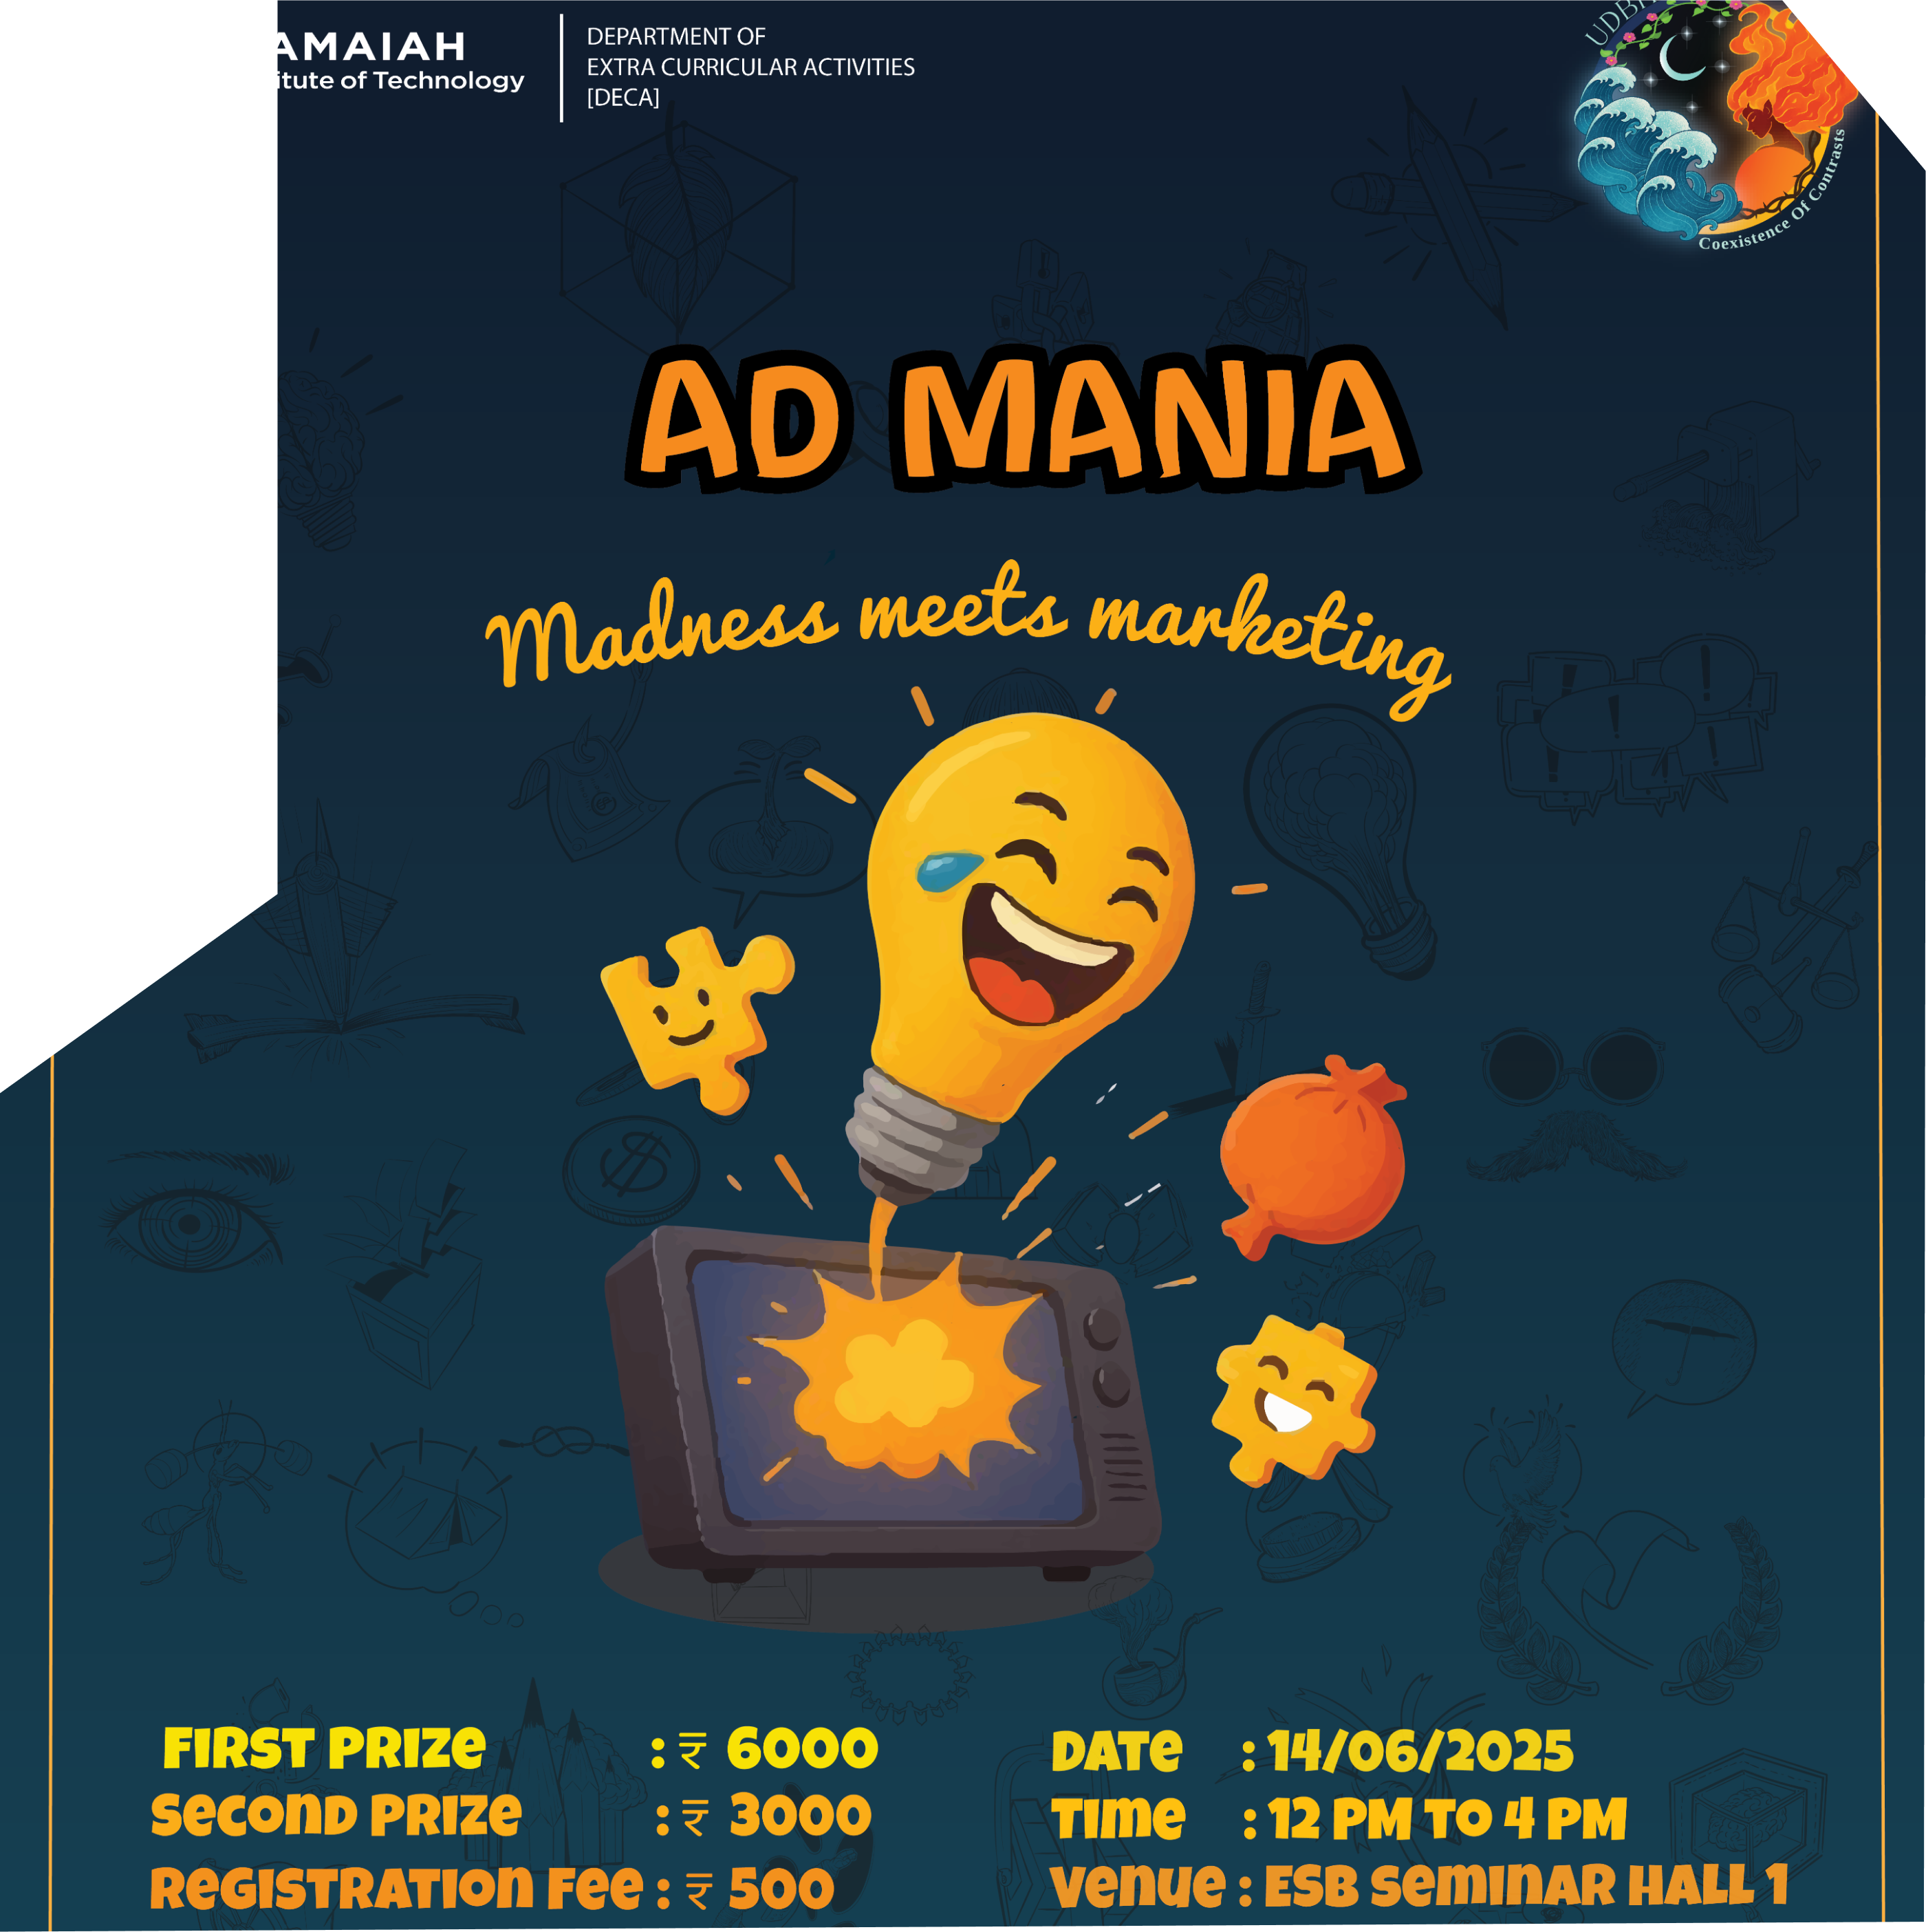 AMAIAH
itute of Technology
DEPARTMENT OF
EXTRA CURRICULAR ACTIVITIES
[DECA]
Coexistence Of Contrasts
AD MANIA
Madness meets marketing
FIRST PRIZE : ₹ 6000
SECOND PRIZE : ₹ 3000
REGISTRATION FEE : ₹ 500
DATE : 14/06/2025
TIME : 12 PM TO 4 PM
VENUE : ESB SEMINAR HALL 1